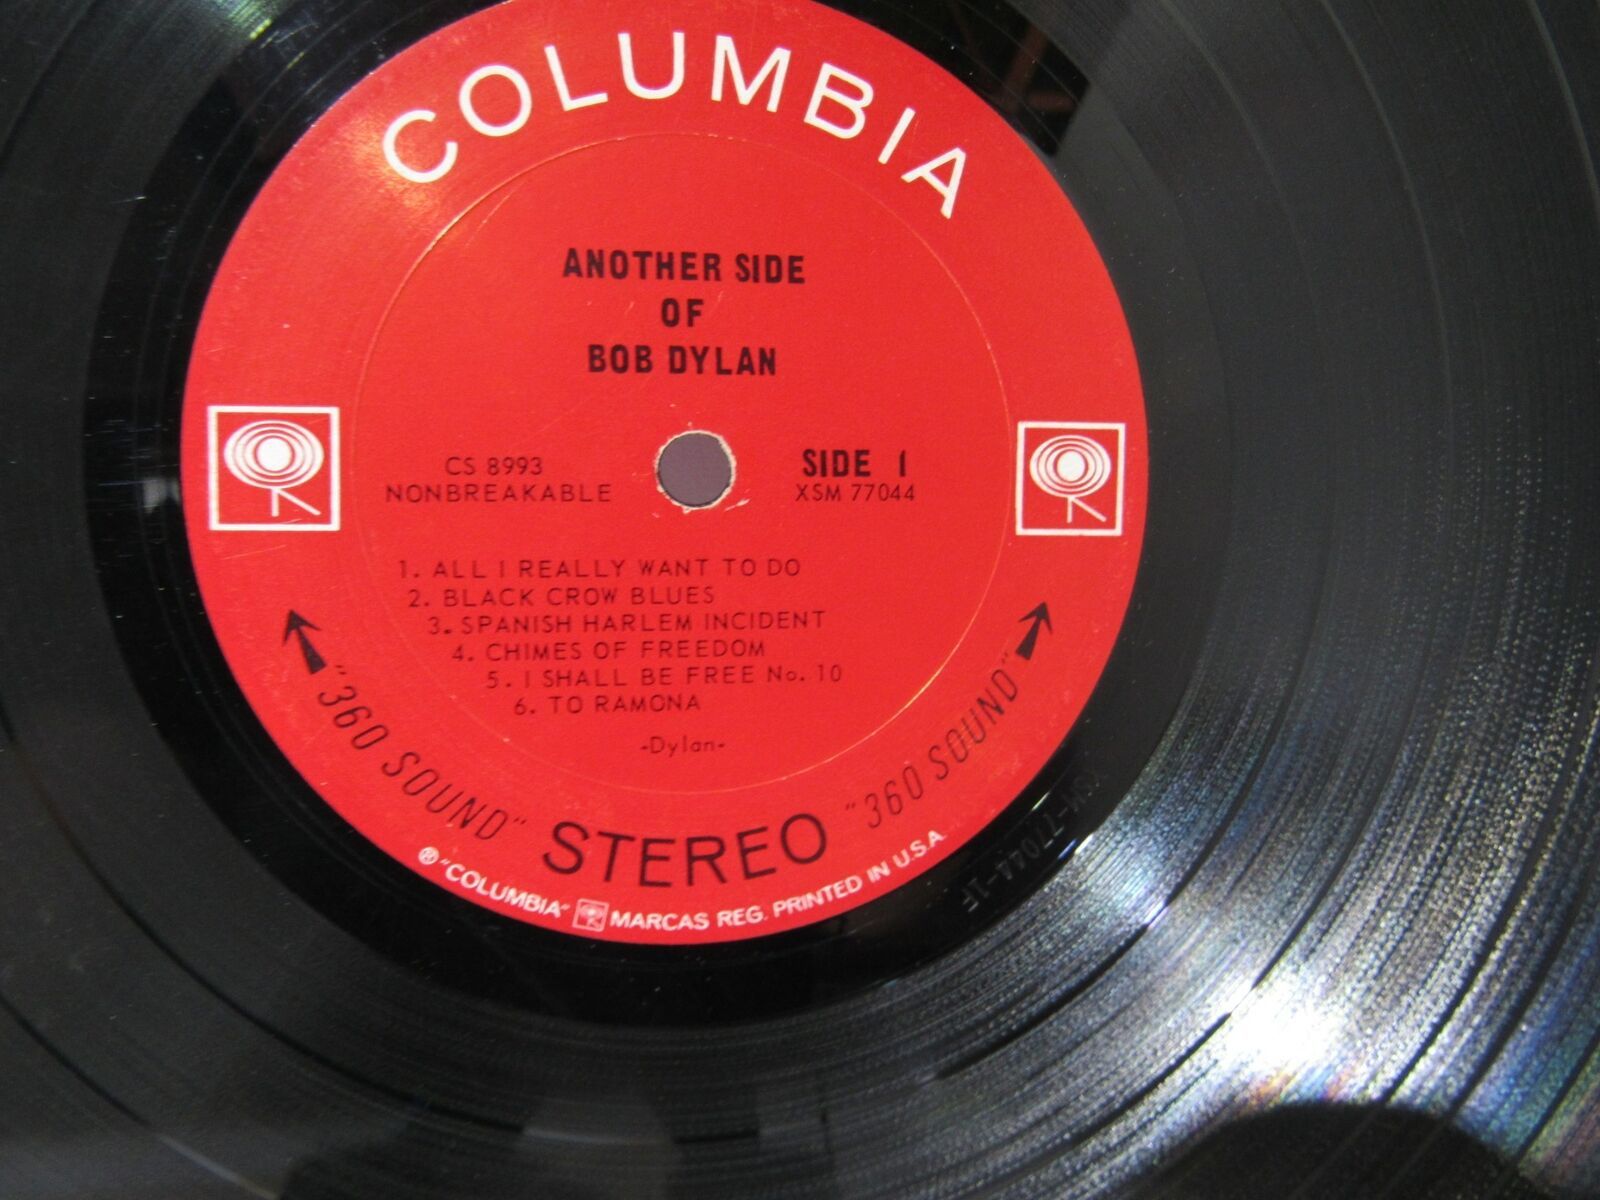 COLUMBIA
ANOTHER SIDE
OF
BOB DYLAN
CS 8993
NONBREAKABLE
SIDE 1
XSM 77044
1. ALL I REALLY WANT TO DO
2. BLACK CROW BLUES
3. SPANISH HARLEM INCIDENT
4. CHIMES OF FREEDOM
5. I SHALL BE FREE No. 10
6. TO RAMONA
-Dylan-
"360 SOUND" STEREO "360 SOUND"
® "COLUMBIA" MARCAS REG. PRINTED IN U.S.A.
77044-1F